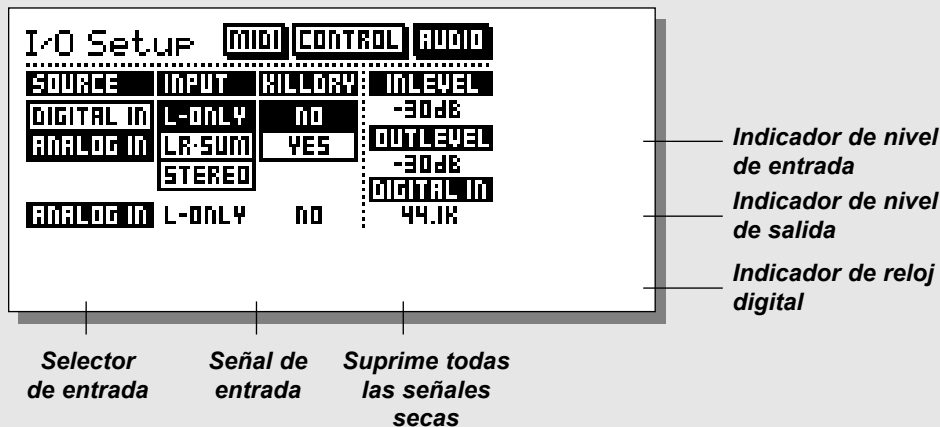 I/O Setup MIDI CONTROL AUDIO
SOURCE INPUT KILLDRY INLEVEL
DIGITAL IN L-ONLY NO -30dB
ANALOG IN LR-SUM YES OUTLEVEL
STEREO -30dB
DIGITAL IN
ANALOG IN L-ONLY NO 44.1K
Indicador de nivel
de entrada
Indicador de nivel
de salida
Indicador de reloj
digital
Selector
de entrada
Señal de
entrada
Suprime todas
las señales
secas